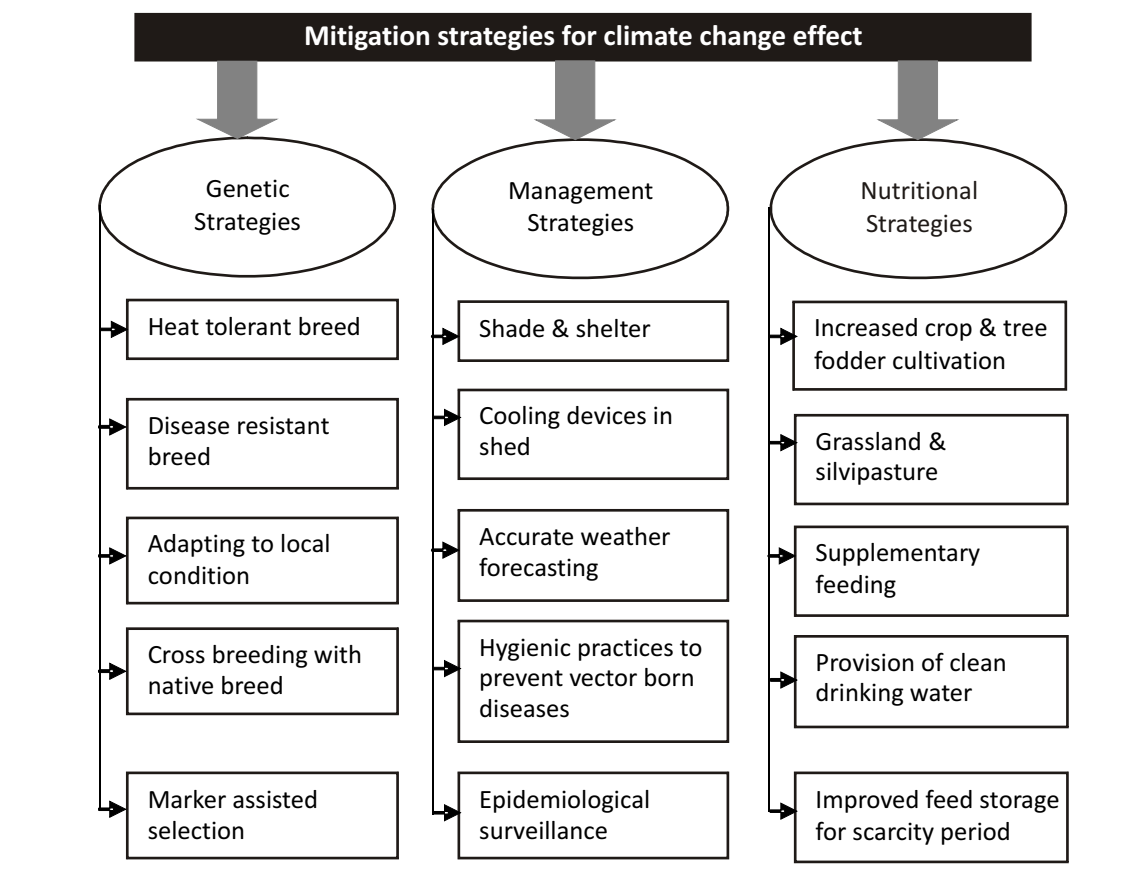 Mitigation strategies for climate change effect
Genetic
Strategies
Heat tolerant breed
Disease resistant
breed
Adapting to local
condition
Cross breeding with
native breed
Marker assisted
selection
Management
Strategies
Shade & shelter
Cooling devices in
shed
Accurate weather
forecasting
Hygienic practices to
prevent vector born
diseases
Epidemiological
surveillance
Nutritional
Strategies
Increased crop & tree
fodder cultivation
Grassland &
silvipasture
Supplementary
feeding
Provision of clean
drinking water
Improved feed storage
for scarcity period